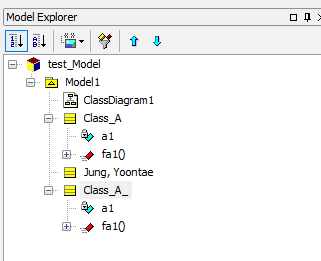 Model Explorer
test_Model
Model1
ClassDiagram1
Class_A
a1
fa1()
Jung, Yoontae
Class_A_
a1
fa1()